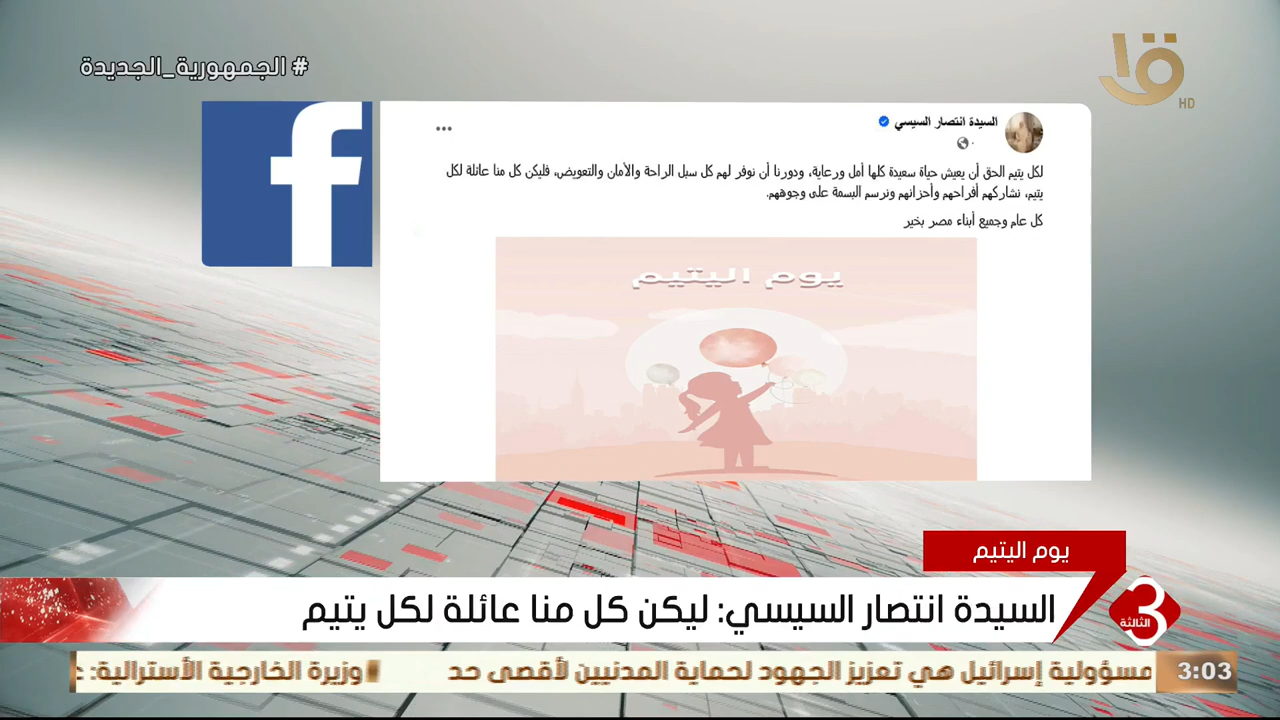 #الجمهورية_الجديدة
ق1
HD
السيدة انتصار السيسي
لكل يتيم الحق أن يعيش حياة سعيدة كلها أمل ورعاية، ودورنا أن نوفر لهم كل سبل الراحة والأمان والتعويض، فليكن كل منا عائلة لكل
يتيم، نشاركهم أفراحهم وأحزانهم ونرسم البسمة على وجوههم.
كل عام وجميع أبناء مصر بخير
يوم اليتيم
يوم اليتيم
السيدة انتصار السيسي: ليكن كل منا عائلة لكل يتيم
3
الثالثة
3:03
مسؤولية إسرائيل هي تعزيز الجهود لحماية المدنيين لأقصى حد
وزيرة الخارجية الأسترالية: